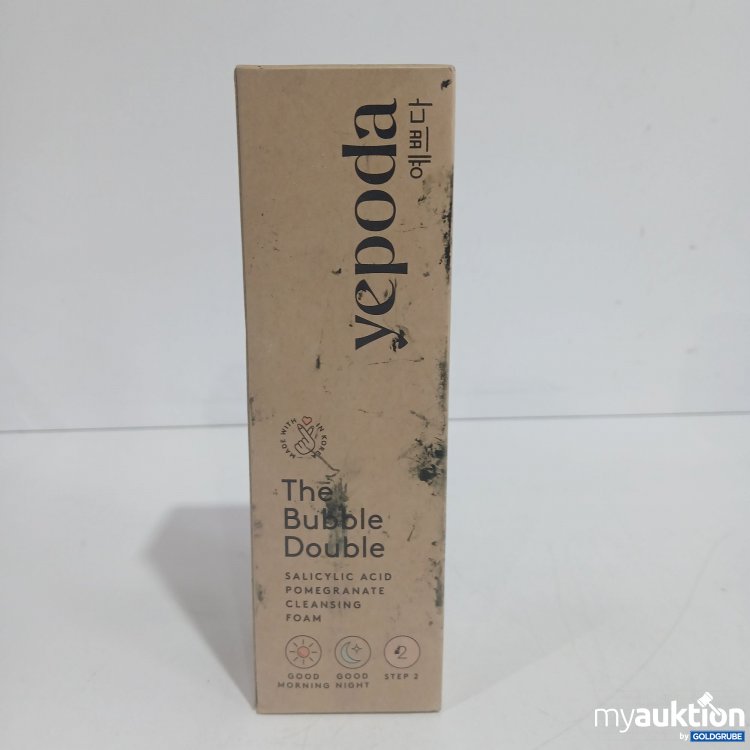 yepoda
예쁘다
MADE WITH IN KOREA
The
Bubble
Double
SALICYLIC ACID
POMEGRANATE
CLEANSING
FOAM
2
GOOD
MORNING
GOOD
NIGHT
STEP 2
myauktion
by GOLDGRUBE